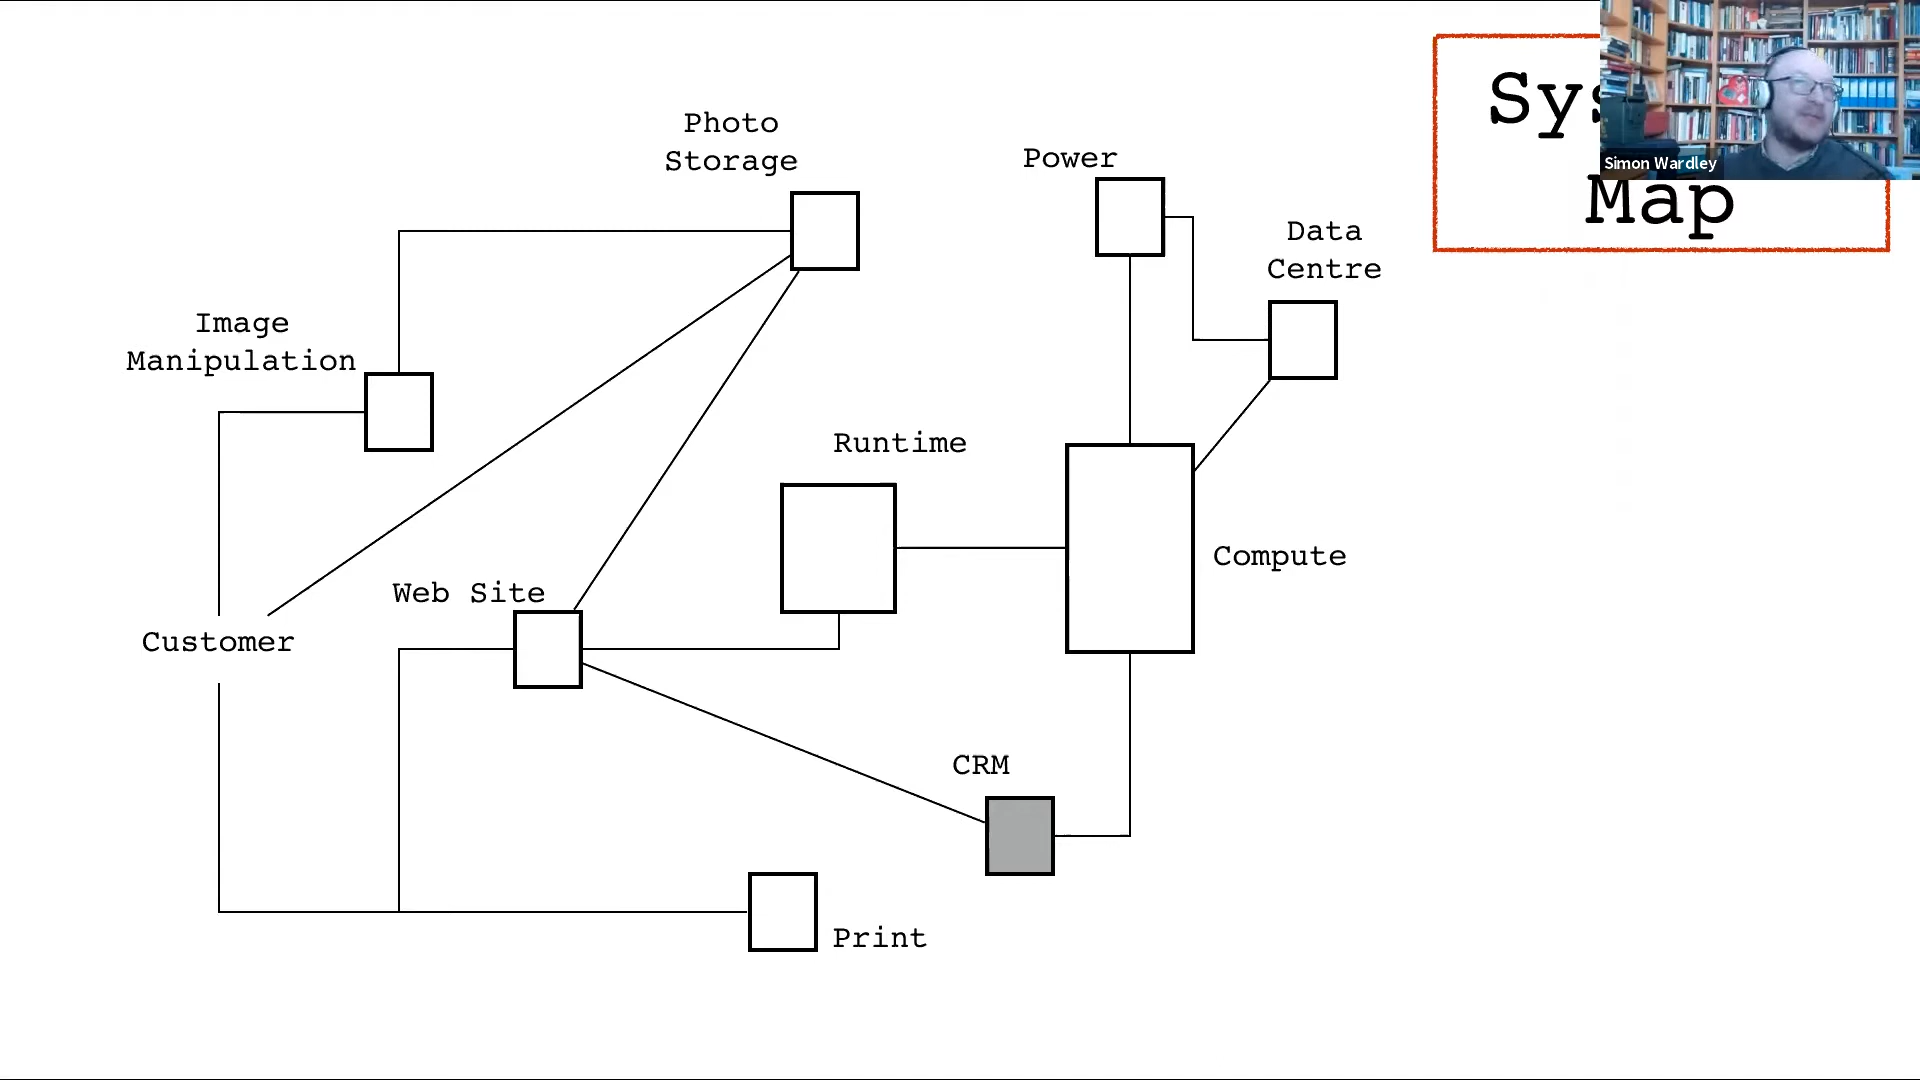 Sys
Map
Simon Wardley
Photo
Storage
Power
Data
Centre
Image
Manipulation
Runtime
Compute
Web Site
Customer
CRM
Print